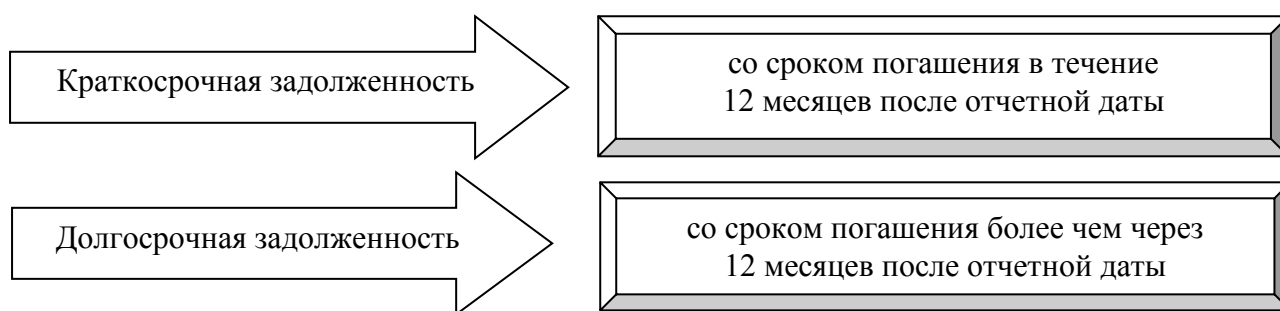 Краткосрочная задолженность
со сроком погашения в течение
12 месяцев после отчетной даты
Долгосрочная задолженность
со сроком погашения более чем через
12 месяцев после отчетной даты